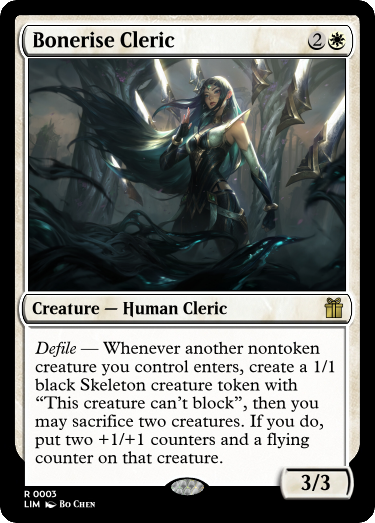 Bonerise Cleric 2
Creature — Human Cleric
Defile — Whenever another nontoken
creature you control enters, create a 1/1
black Skeleton creature token with
“This creature can't block”, then you
may sacrifice two creatures. If you do,
put two +1/+1 counters and a flying
counter on that creature.
3/3
R 0003
LIM Bo Chen